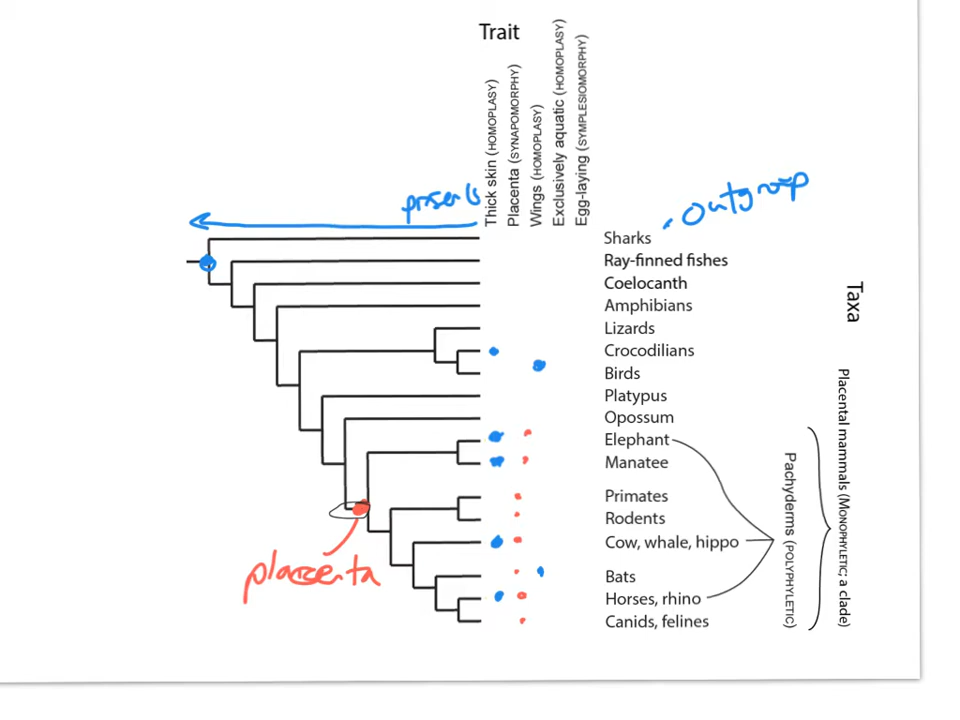 Trait
Thick skin (HOMOPLASY)
Placenta (SYNAPOMORPHY)
Wings (HOMOPLASY)
Exclusively aquatic (HOMOPLASY)
Egg-laying (SYMPLESIOMORPHY)
outgroup
Sharks
Ray-finned fishes
Coelocanth
Amphibians
Lizards
Crocodilians
Birds
Platypus
Opossum
Elephant
Manatee
Primates
Rodents
Cow, whale, hippo
Bats
Horses, rhino
Canids, felines
Taxa
Placental mammals (MONOPHYLETIC; a clade)
Pachyderms (POLYPHYLETIC)
placenta